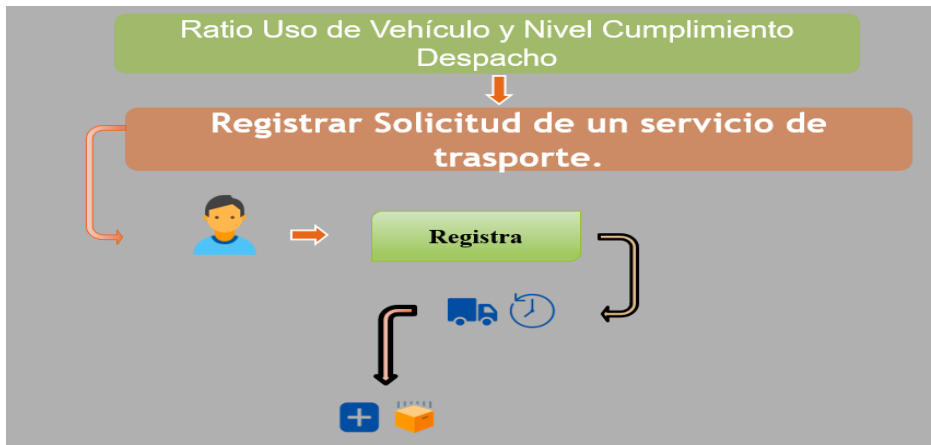 Ratio Uso de Vehículo y Nivel Cumplimiento
Despacho
Registrar Solicitud de un servicio de
trasporte.
Registra